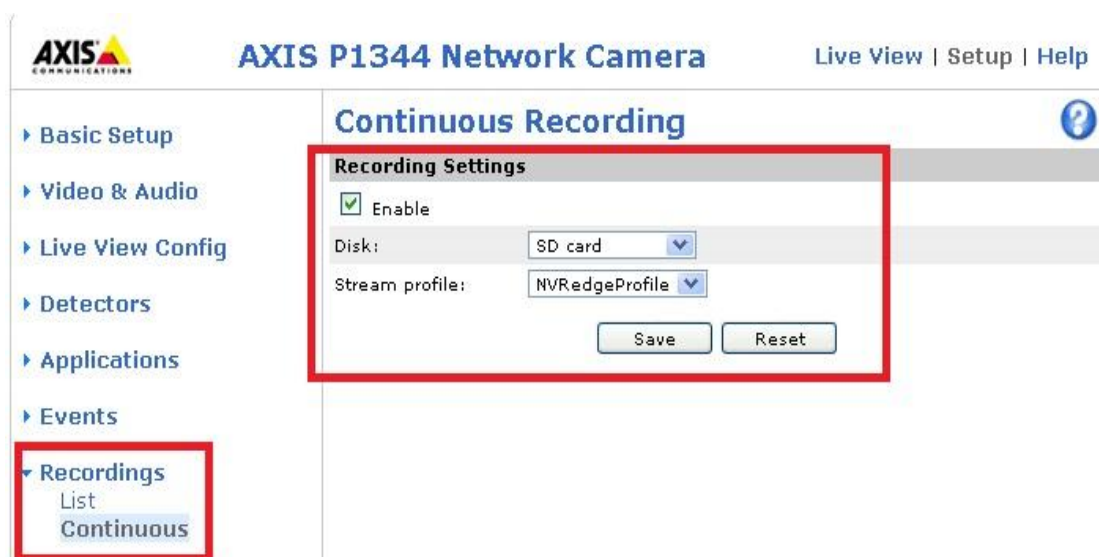 AXIS
COMMUNICATIONS
AXIS P1344 Network Camera
Live View | Setup | Help
Basic Setup
Video & Audio
Live View Config
Detectors
Applications
Events
Recordings
List
Continuous
Continuous Recording
?
Recording Settings
Enable
Disk: SD card
Stream profile: NVRedgeProfile
Save Reset